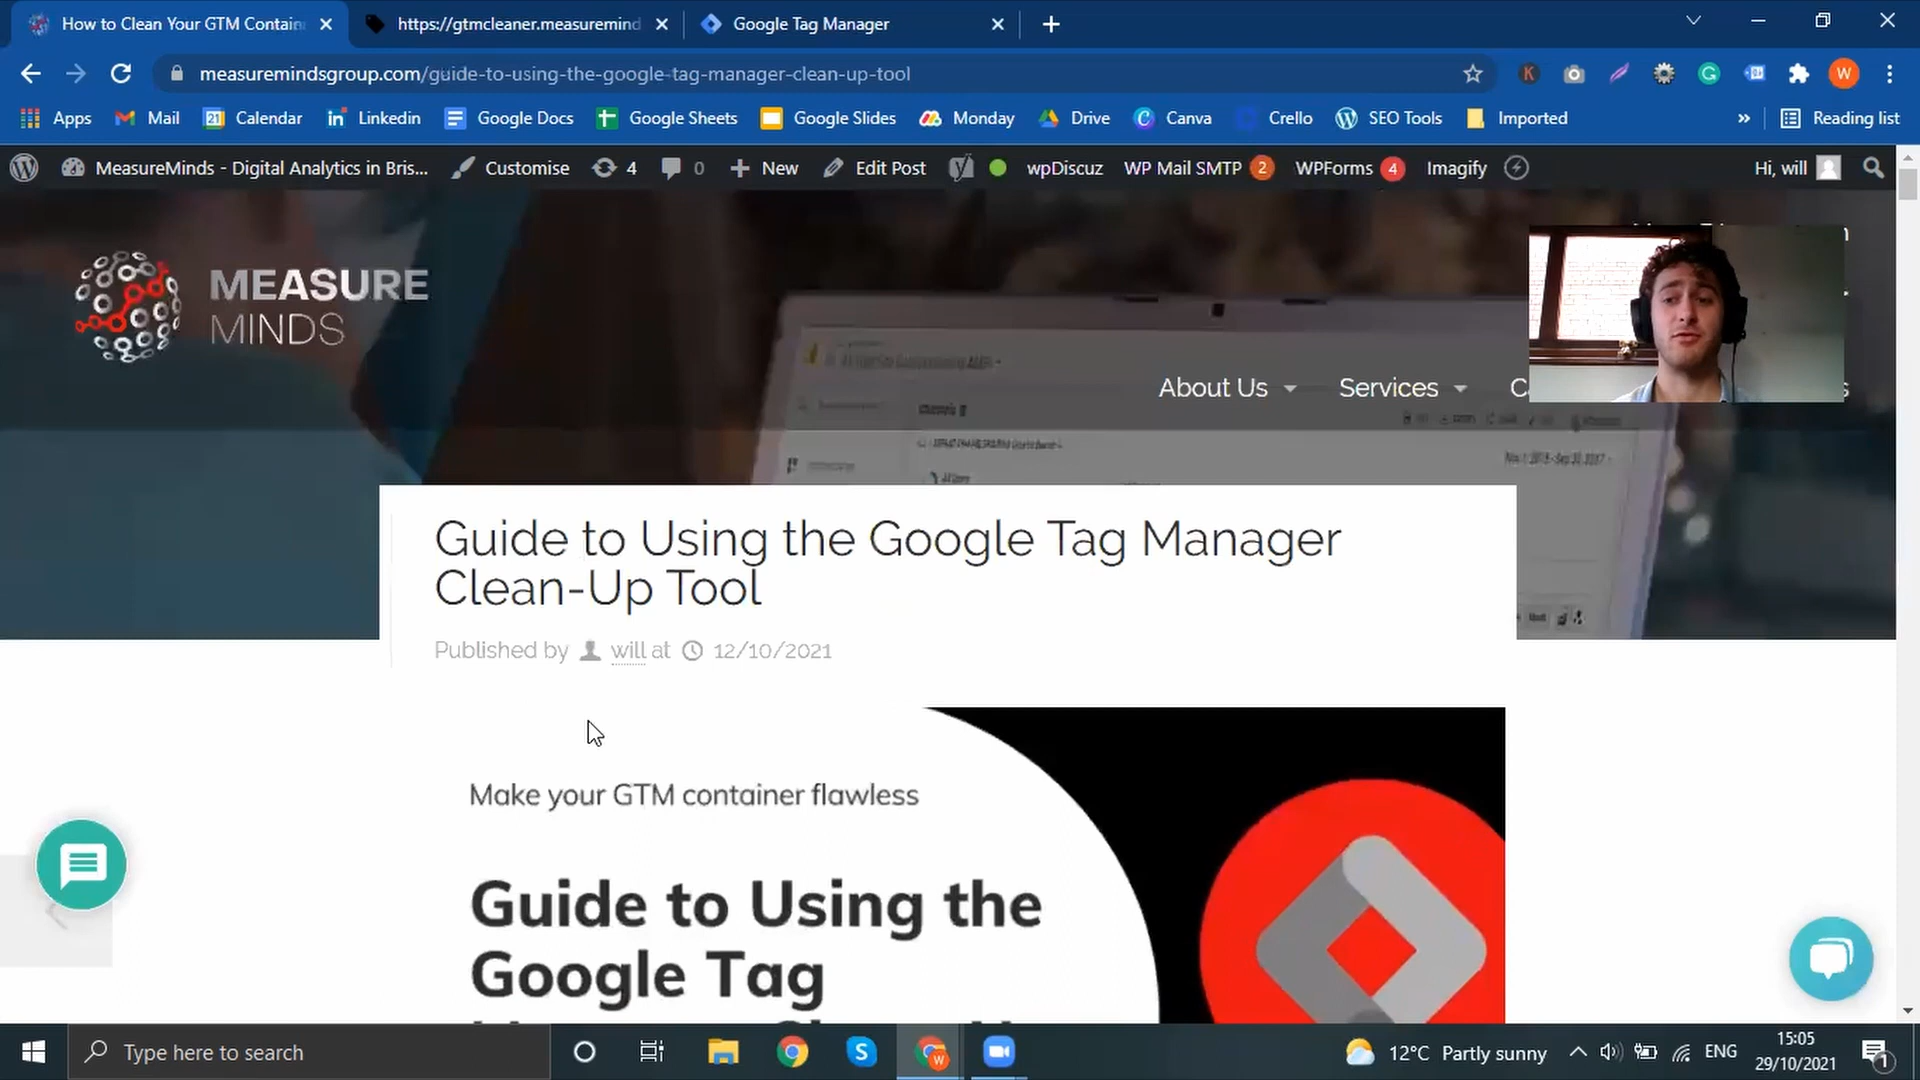 How to Clean Your GTM Contain
https://gtmcleaner.measuremind
Google Tag Manager
measuremindsgroup.com/guide-to-using-the-google-tag-manager-clean-up-tool
K
G
W
Apps
Mail
21
Calendar
in
Linkedin
Google Docs
Google Sheets
Google Slides
Monday
Drive
Canva
Crello
SEO Tools
Imported
»
Reading list
MeasureMinds - Digital Analytics in Bris...
Customise
4
0
New
Edit Post
wpDiscuz
WP Mail SMTP 2
WPForms 4
Imagify
Hi, will
MEASURE
MINDS
About Us
Services
Guide to Using the Google Tag Manager
Clean-Up Tool
Published by will at 12/10/2021
Make your GTM container flawless
Guide to Using the
Google Tag
Type here to search
S
W
12°C Partly sunny
ENG
15:05
29/10/2021
1